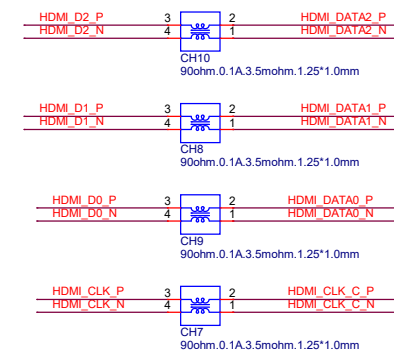 HDMI_D2_P 3 2 HDMI_DATA2_P
HDMI_D2_N 4 1 HDMI_DATA2_N
CH10
90ohm.0.1A.3.5mohm.1.25*1.0mm
HDMI_D1_P 3 2 HDMI_DATA1_P
HDMI_D1_N 4 1 HDMI_DATA1_N
CH8
90ohm.0.1A.3.5mohm.1.25*1.0mm
HDMI_D0_P 3 2 HDMI_DATA0_P
HDMI_D0_N 4 1 HDMI_DATA0_N
CH9
90ohm.0.1A.3.5mohm.1.25*1.0mm
HDMI_CLK_P 3 2 HDMI_CLK_C_P
HDMI_CLK_N 4 1 HDMI_CLK_C_N
CH7
90ohm.0.1A.3.5mohm.1.25*1.0mm